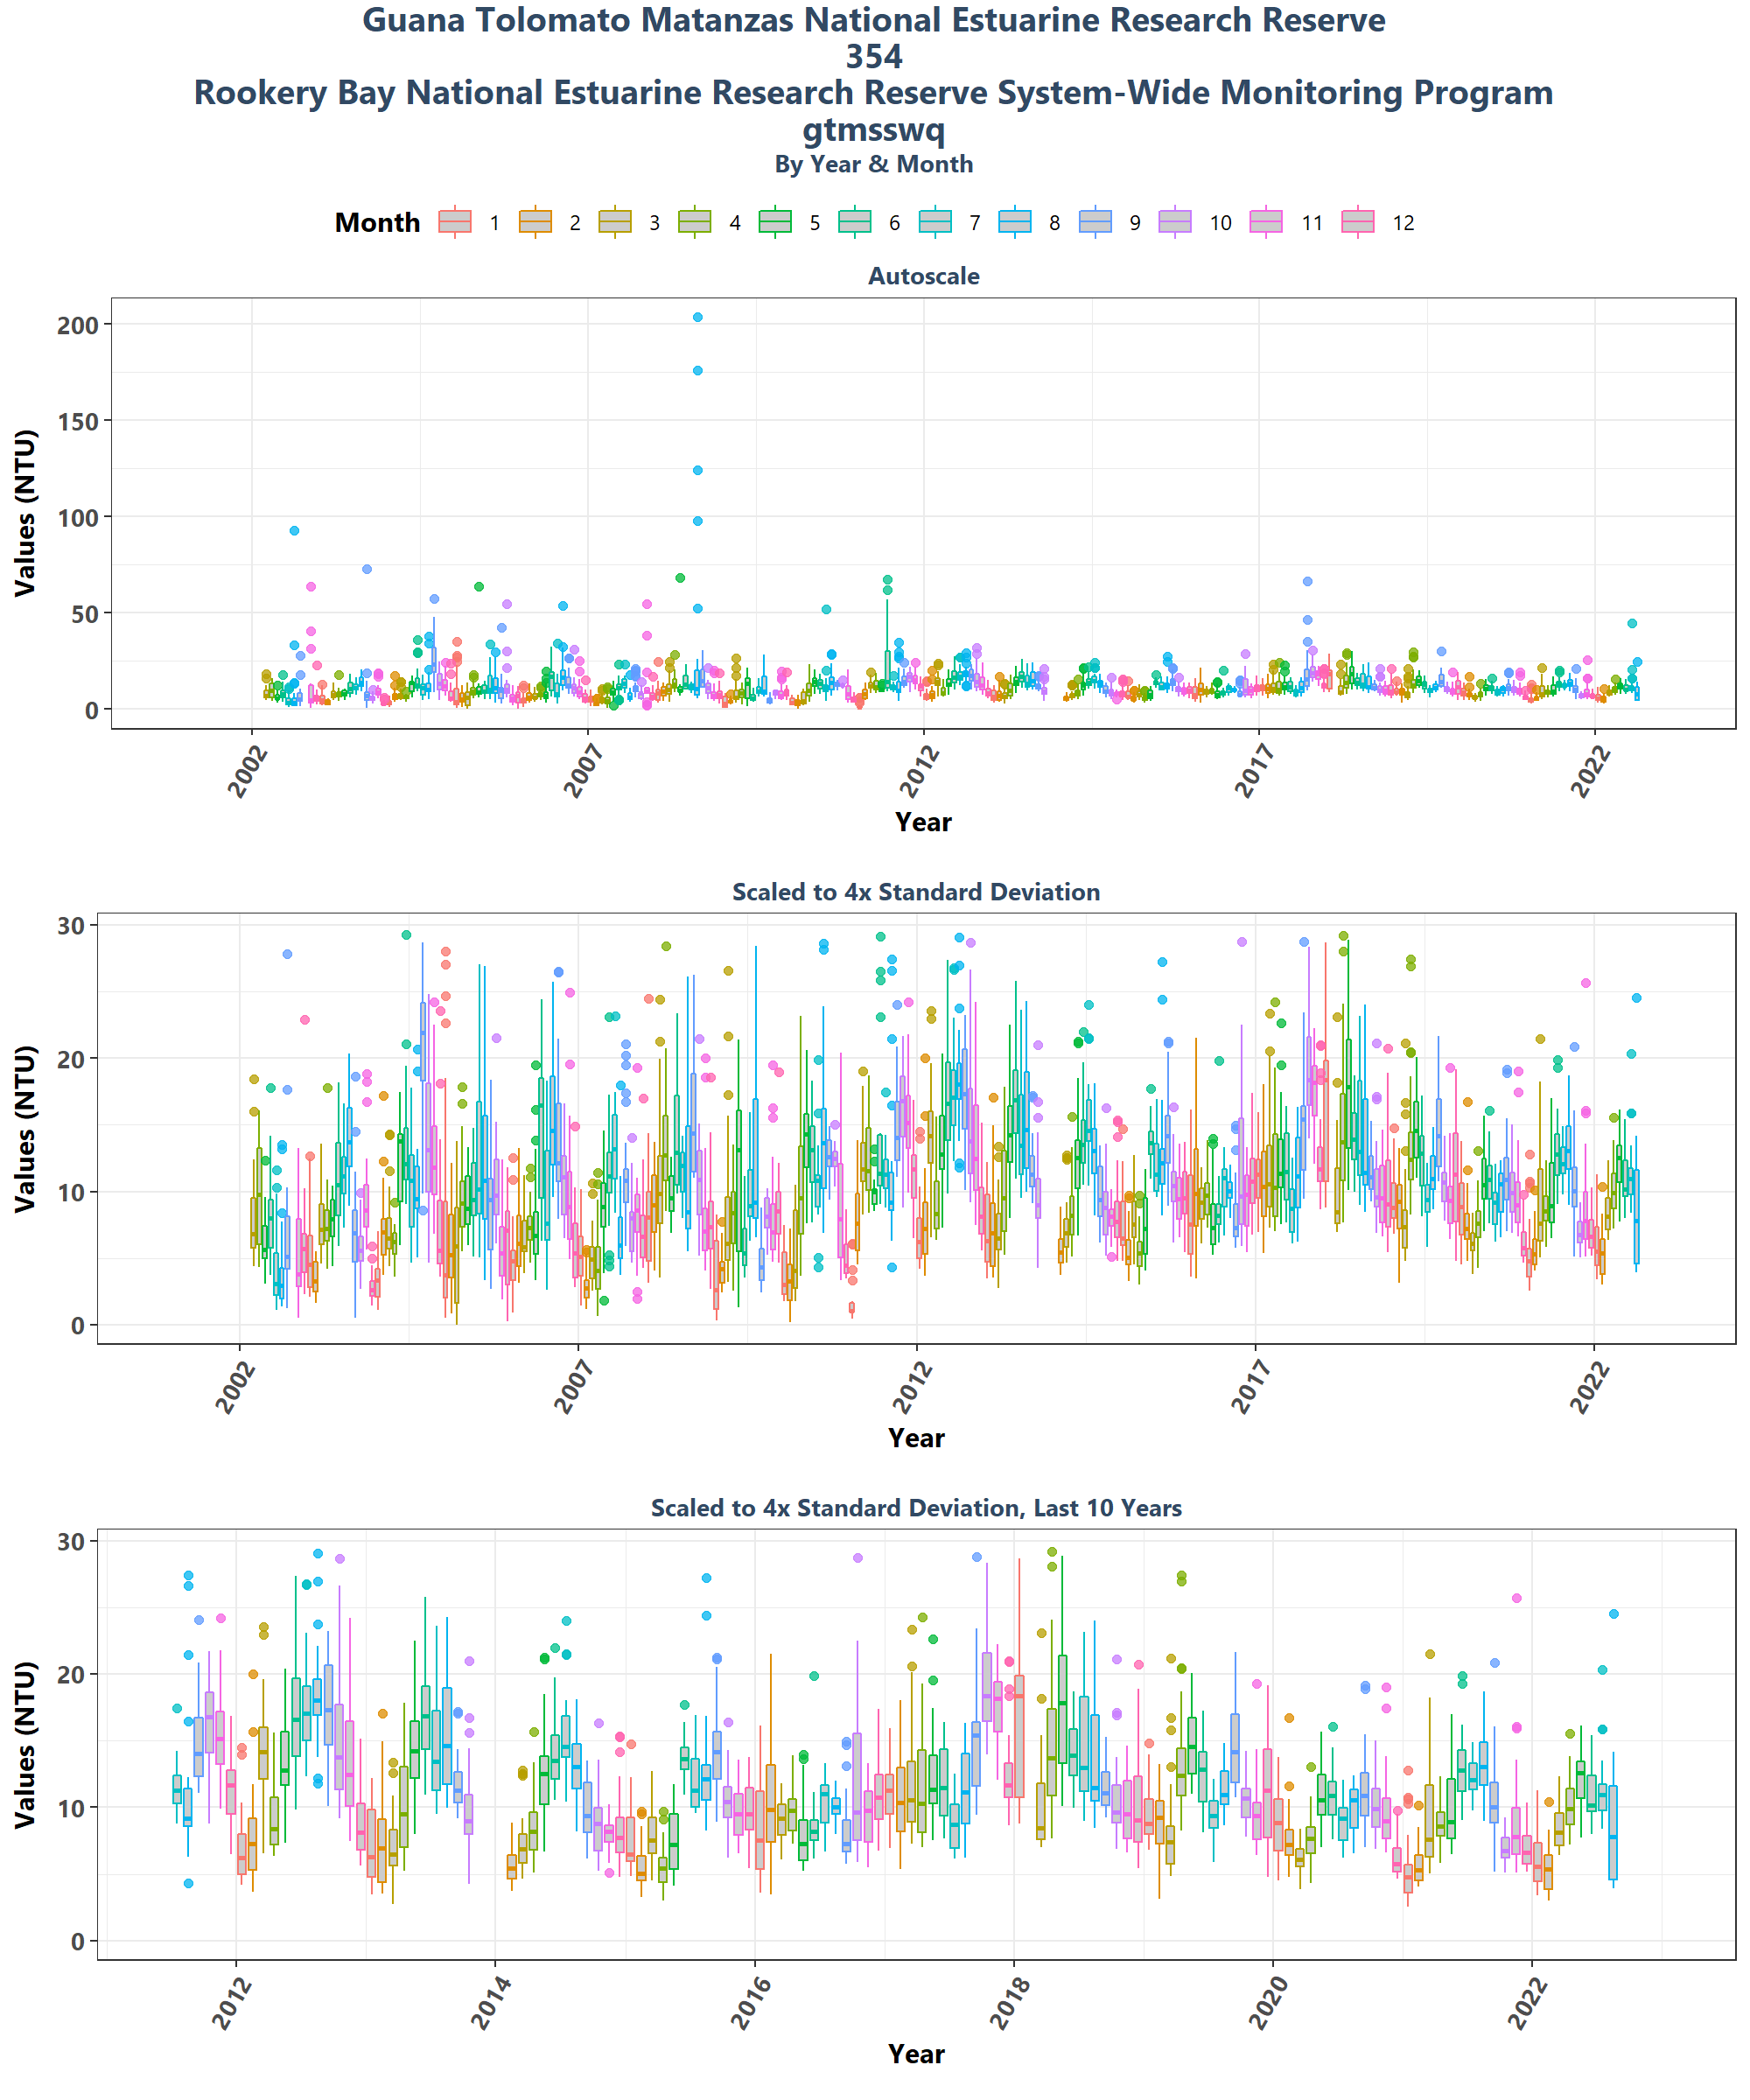 Guana Tolomato Matanzas National Estuarine Research Reserve
354
Rookery Bay National Estuarine Research Reserve System-Wide Monitoring Program
gtmsswq
By Year & Month
Month 1 2 3 4 5 6 7 8 9 10 11 12
Autoscale
200
150
100
50
0
Values (NTU)
2002 2007 2012 2017 2022
Year
Scaled to 4x Standard Deviation
30
20
10
0
Values (NTU)
2002 2007 2012 2017 2022
Year
Scaled to 4x Standard Deviation, Last 10 Years
30
20
10
0
Values (NTU)
2012 2014 2016 2018 2020 2022
Year